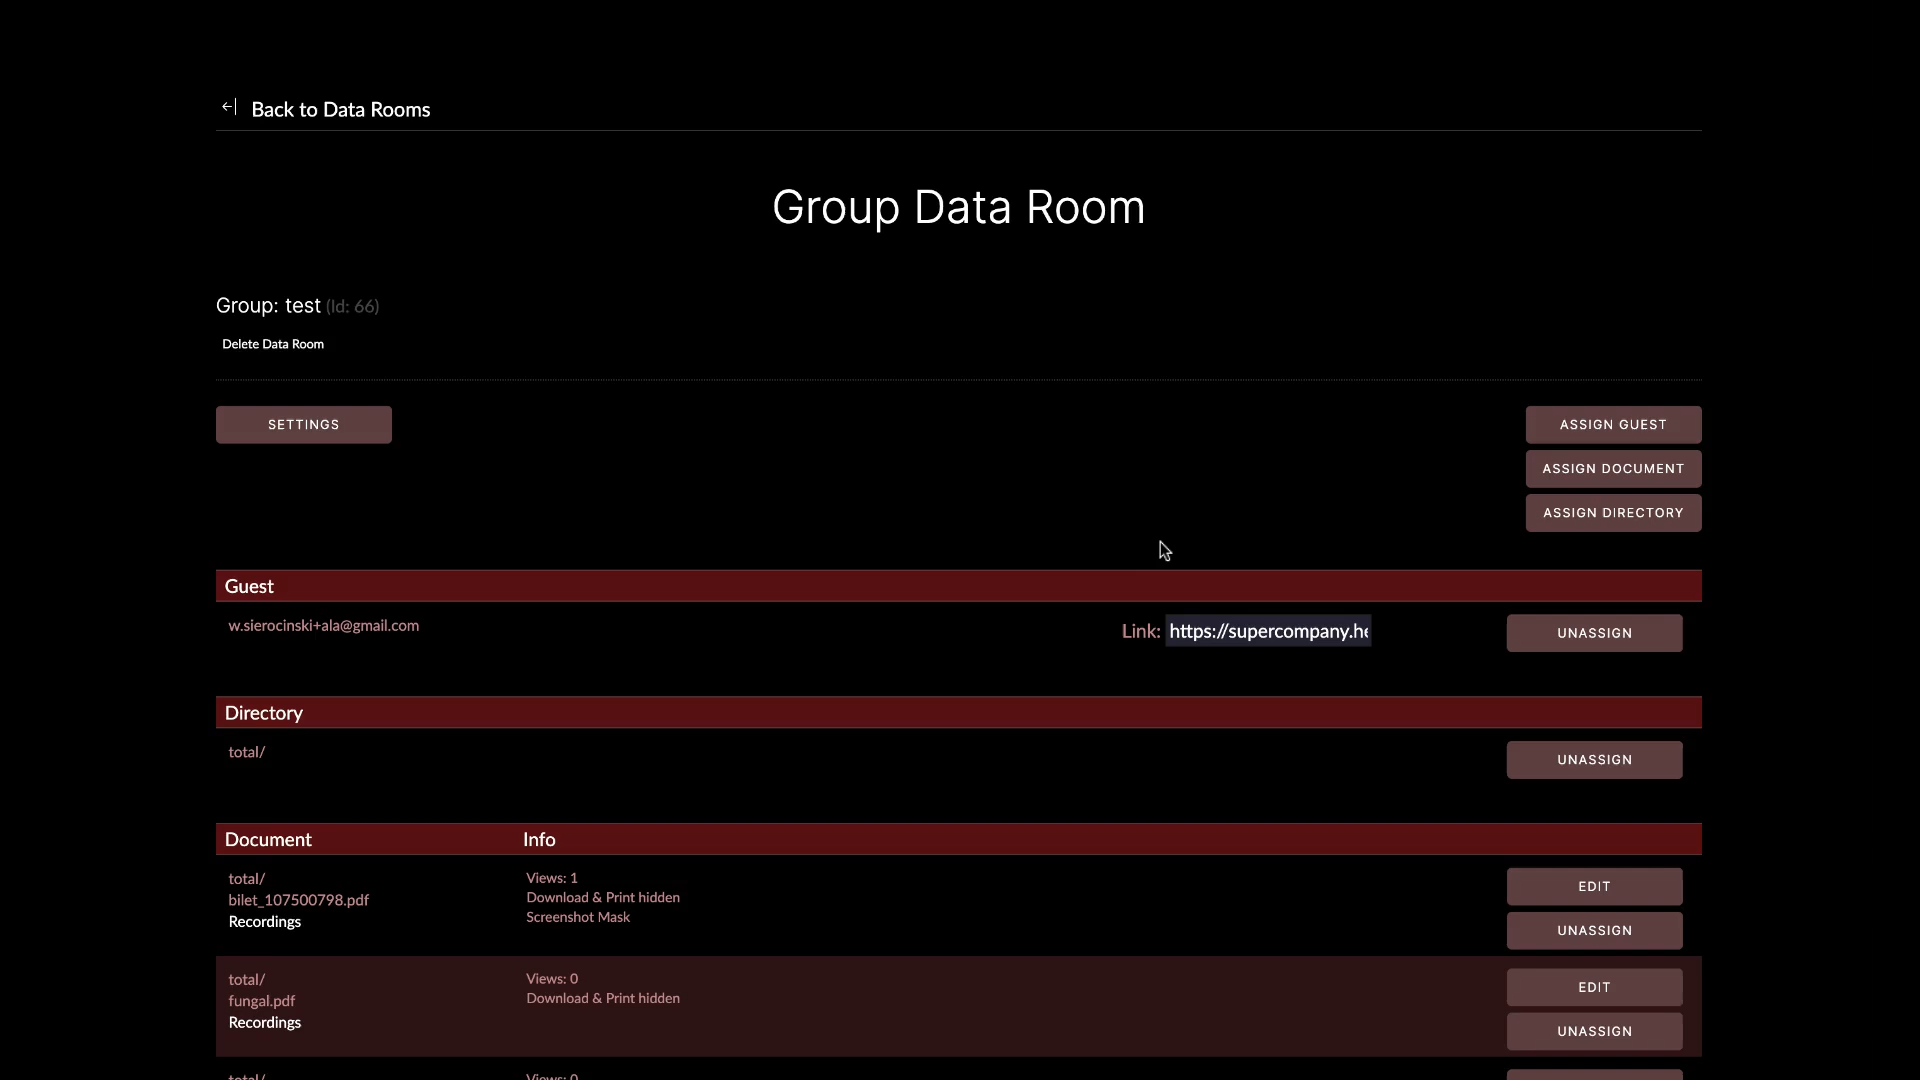 Back to Data Rooms
Group Data Room
Group: test (Id: 66)
Delete Data Room
SETTINGS
ASSIGN GUEST
ASSIGN DOCUMENT
ASSIGN DIRECTORY
Guest
w.sierocinski+ala@gmail.com
Link: https://supercompany.he
UNASSIGN
Directory
total/
UNASSIGN
Document Info
total/
bilet_107500798.pdf
Recordings
Views: 1
Download & Print hidden
Screenshot Mask
EDIT
UNASSIGN
total/
fungal.pdf
Recordings
Views: 0
Download & Print hidden
EDIT
UNASSIGN
total/
Views: 0